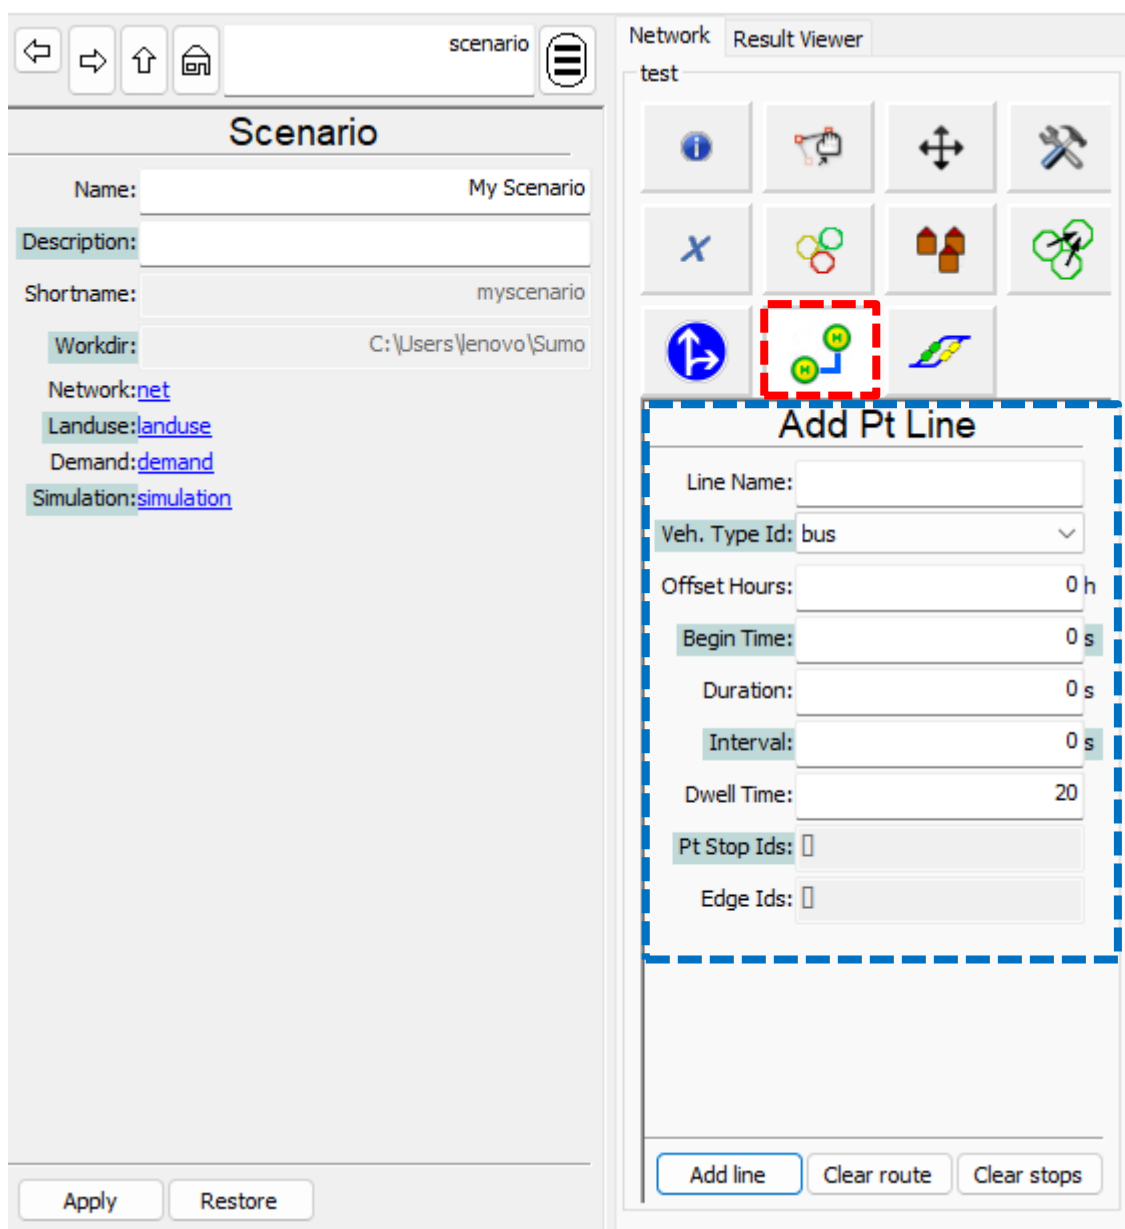 scenario
Scenario
Name: My Scenario
Description:
Shortname: myscenario
Workdir: C:\Users\lenovo\Sumo
Network: net
Landuse: landuse
Demand: demand
Simulation: simulation
Apply Restore
Network Result Viewer
test
i
x
H
H
Add Pt Line
Line Name:
Veh. Type Id: bus
Offset Hours: 0 h
Begin Time: 0 s
Duration: 0 s
Interval: 0 s
Dwell Time: 20
Pt Stop Ids: []
Edge Ids: []
Add line Clear route Clear stops